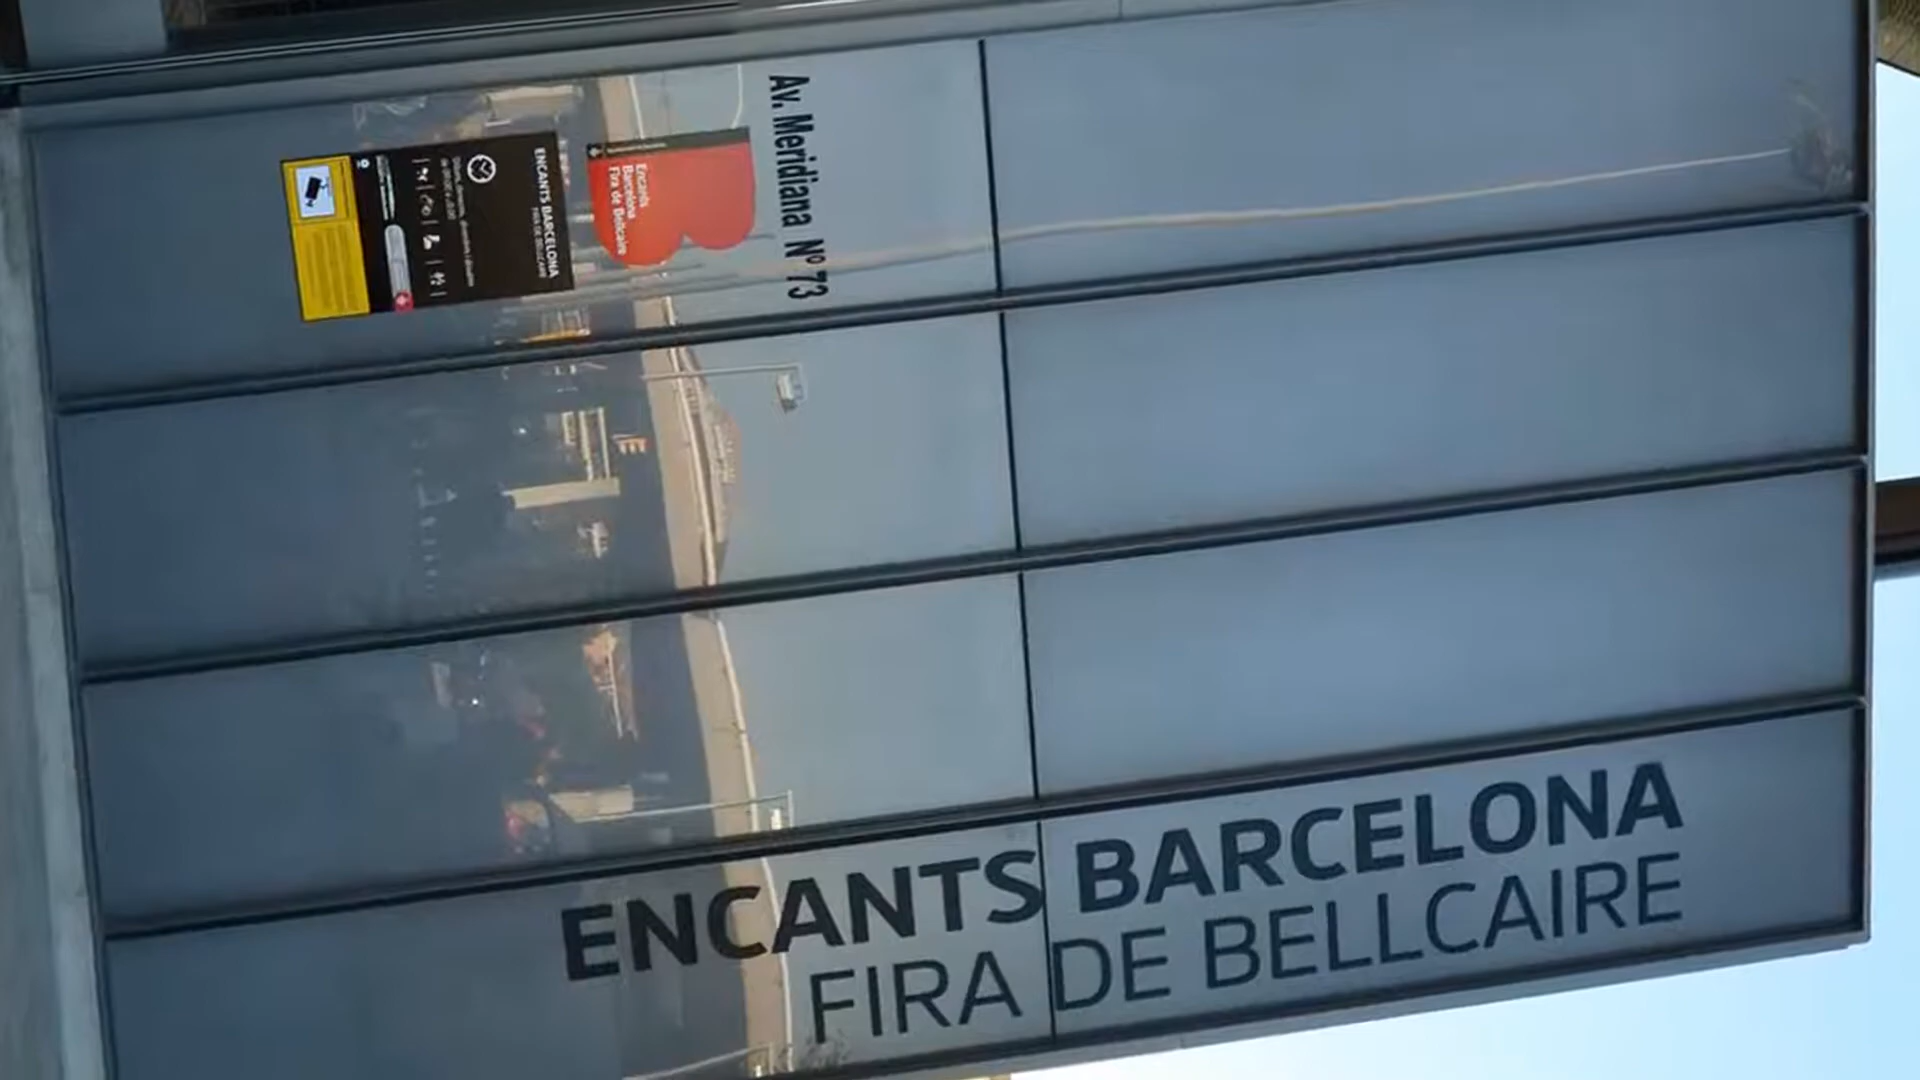 Av. Meridiana Nº 73
Encants
Barcelona
Fira de Bellcaire
ENCANTS BARCELONA
FIRA DE BELLCAIRE
ENCANTS BARCELONA
FIRA DE BELLCAIRE